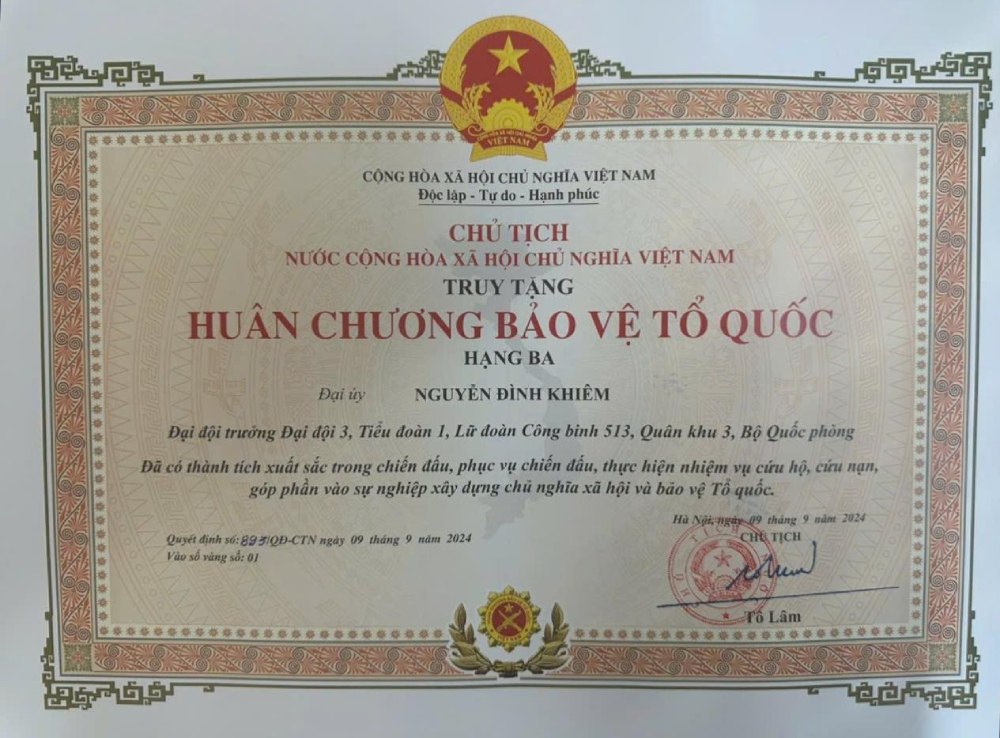 VIỆT NAM
CỘNG HÒA XÃ HỘI CHỦ NGHĨA VIỆT NAM
Độc lập - Tự do - Hạnh phúc
CHỦ TỊCH
NƯỚC CỘNG HÒA XÃ HỘI CHỦ NGHĨA VIỆT NAM
TRUY TẶNG
HUÂN CHƯƠNG BẢO VỆ TỔ QUỐC
HẠNG BA
Đại úy NGUYỄN ĐÌNH KHIÊM
Đại đội trưởng Đại đội 3, Tiểu đoàn 1, Lữ đoàn Công binh 513, Quân khu 3, Bộ Quốc phòng
Đã có thành tích xuất sắc trong chiến đấu, phục vụ chiến đấu, thực hiện nhiệm vụ cứu hộ, cứu nạn,
góp phần vào sự nghiệp xây dựng chủ nghĩa xã hội và bảo vệ Tổ quốc.
Hà Nội, ngày 09 tháng 9 năm 2024
CHỦ TỊCH
Quyết định số: 895/QĐ-CTN ngày 09 tháng 9 năm 2024
Vào sổ vàng số: 01
Tô Lâm